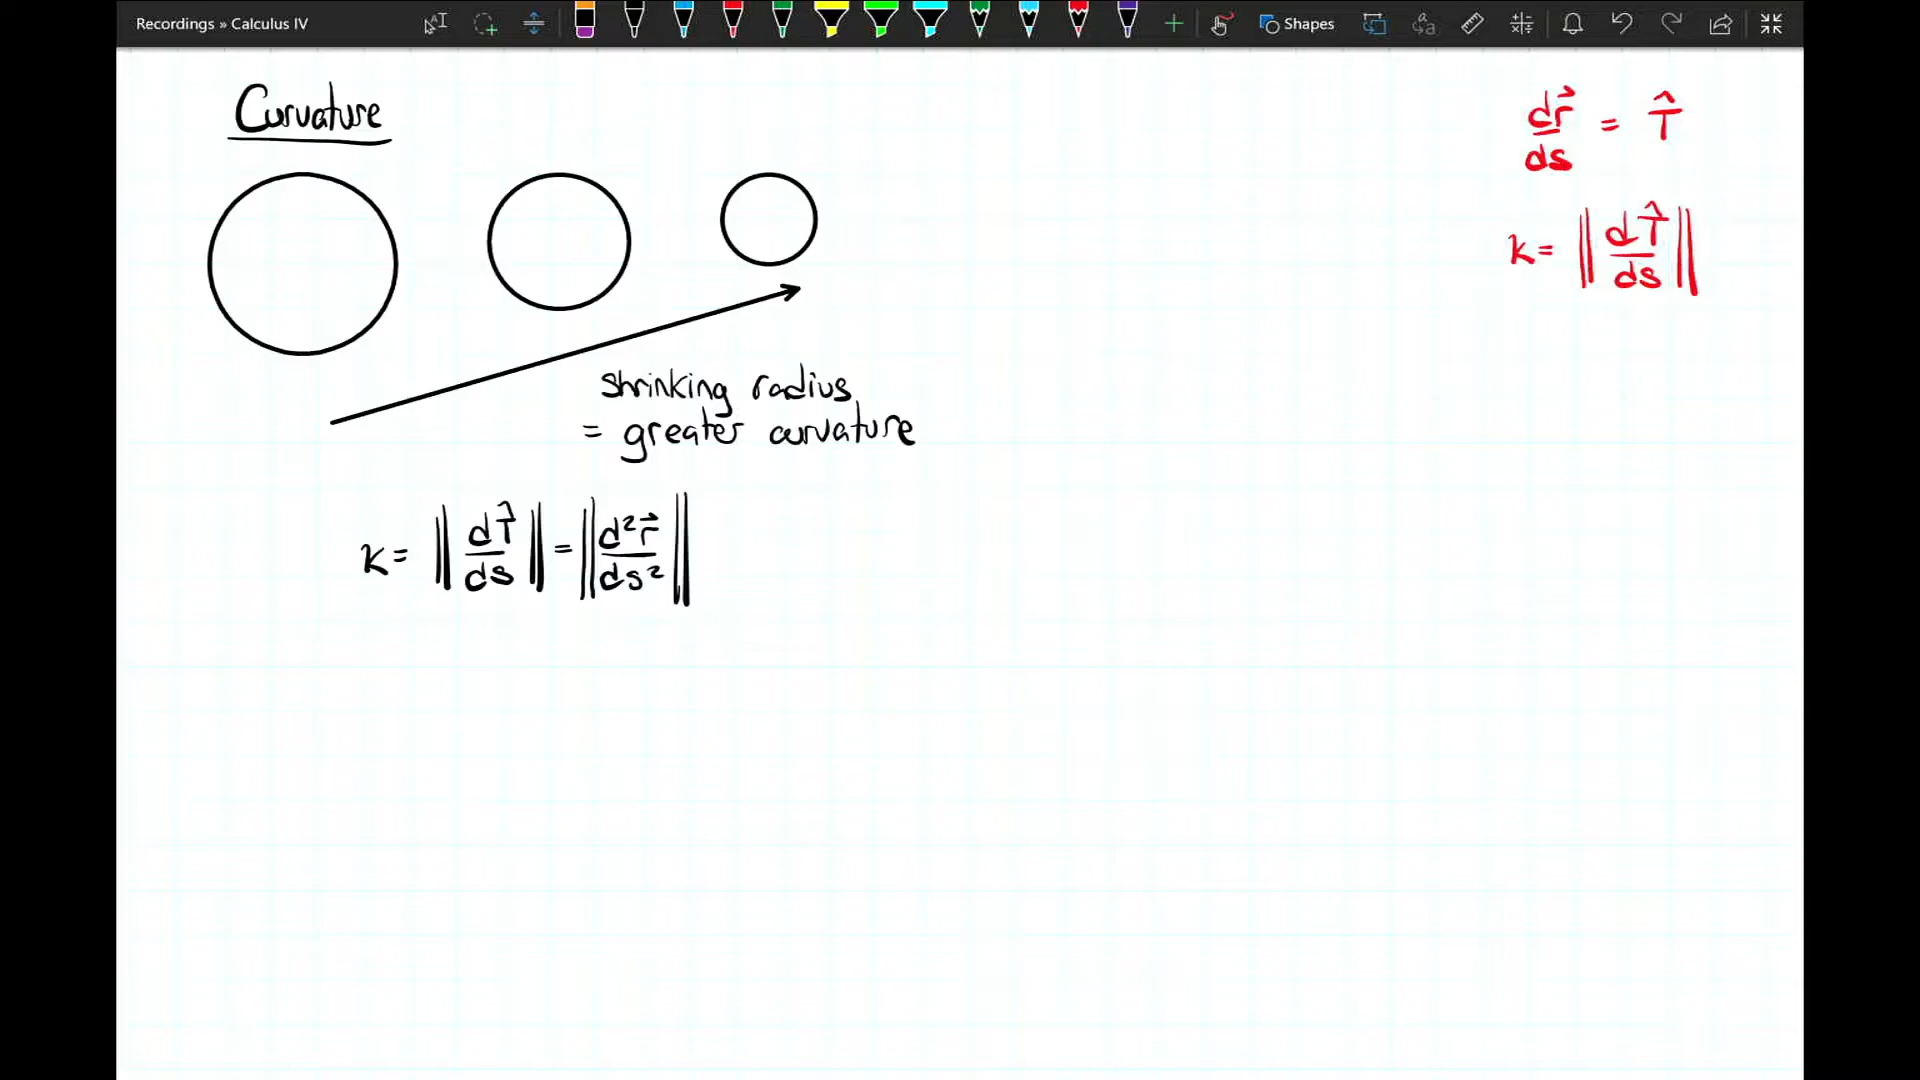 Recordings » Calculus IV
Shapes
Curvature
shrinking radius
= greater curvature
κ = ‖ dT̂/ds ‖ = ‖ d²r⃗/ds² ‖
dr⃗/ds = T̂
κ = ‖ dT̂/ds ‖